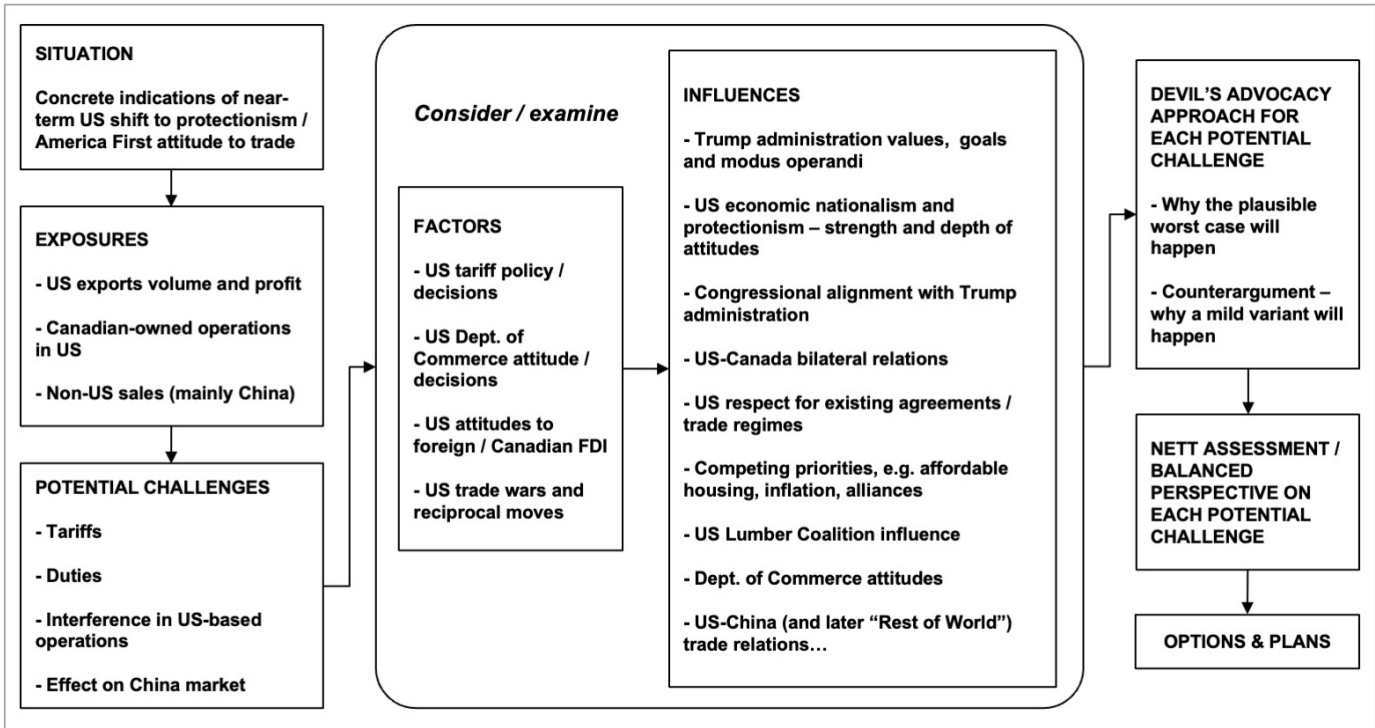 SITUATION
Concrete indications of near-
term US shift to protectionism /
America First attitude to trade
EXPOSURES
- US exports volume and profit
- Canadian-owned operations
in US
- Non-US sales (mainly China)
POTENTIAL CHALLENGES
- Tariffs
- Duties
- Interference in US-based
operations
- Effect on China market
Consider / examine
FACTORS
- US tariff policy /
decisions
- US Dept. of
Commerce attitude /
decisions
- US attitudes to
foreign / Canadian FDI
- US trade wars and
reciprocal moves
INFLUENCES
- Trump administration values,  goals
and modus operandi
- US economic nationalism and
protectionism – strength and depth of
attitudes
- Congressional alignment with Trump
administration
- US-Canada bilateral relations
- US respect for existing agreements /
trade regimes
- Competing priorities, e.g. affordable
housing, inflation, alliances
- US Lumber Coalition influence
- Dept. of Commerce attitudes
- US-China (and later “Rest of World”)
trade relations…
DEVIL’S ADVOCACY
APPROACH FOR
EACH POTENTIAL
CHALLENGE
- Why the plausible
worst case will
happen
- Counterargument –
why a mild variant will
happen
NETT ASSESSMENT /
BALANCED
PERSPECTIVE ON
EACH POTENTIAL
CHALLENGE
OPTIONS & PLANS